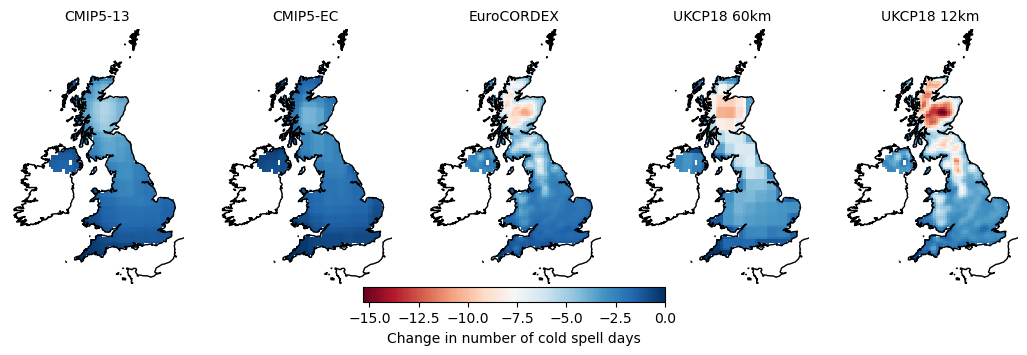 CMIP5-13 CMIP5-EC EuroCORDEX UKCP18 60km UKCP18 12km
−15.0 −12.5 −10.0 −7.5 −5.0 −2.5 0.0
Change in number of cold spell days